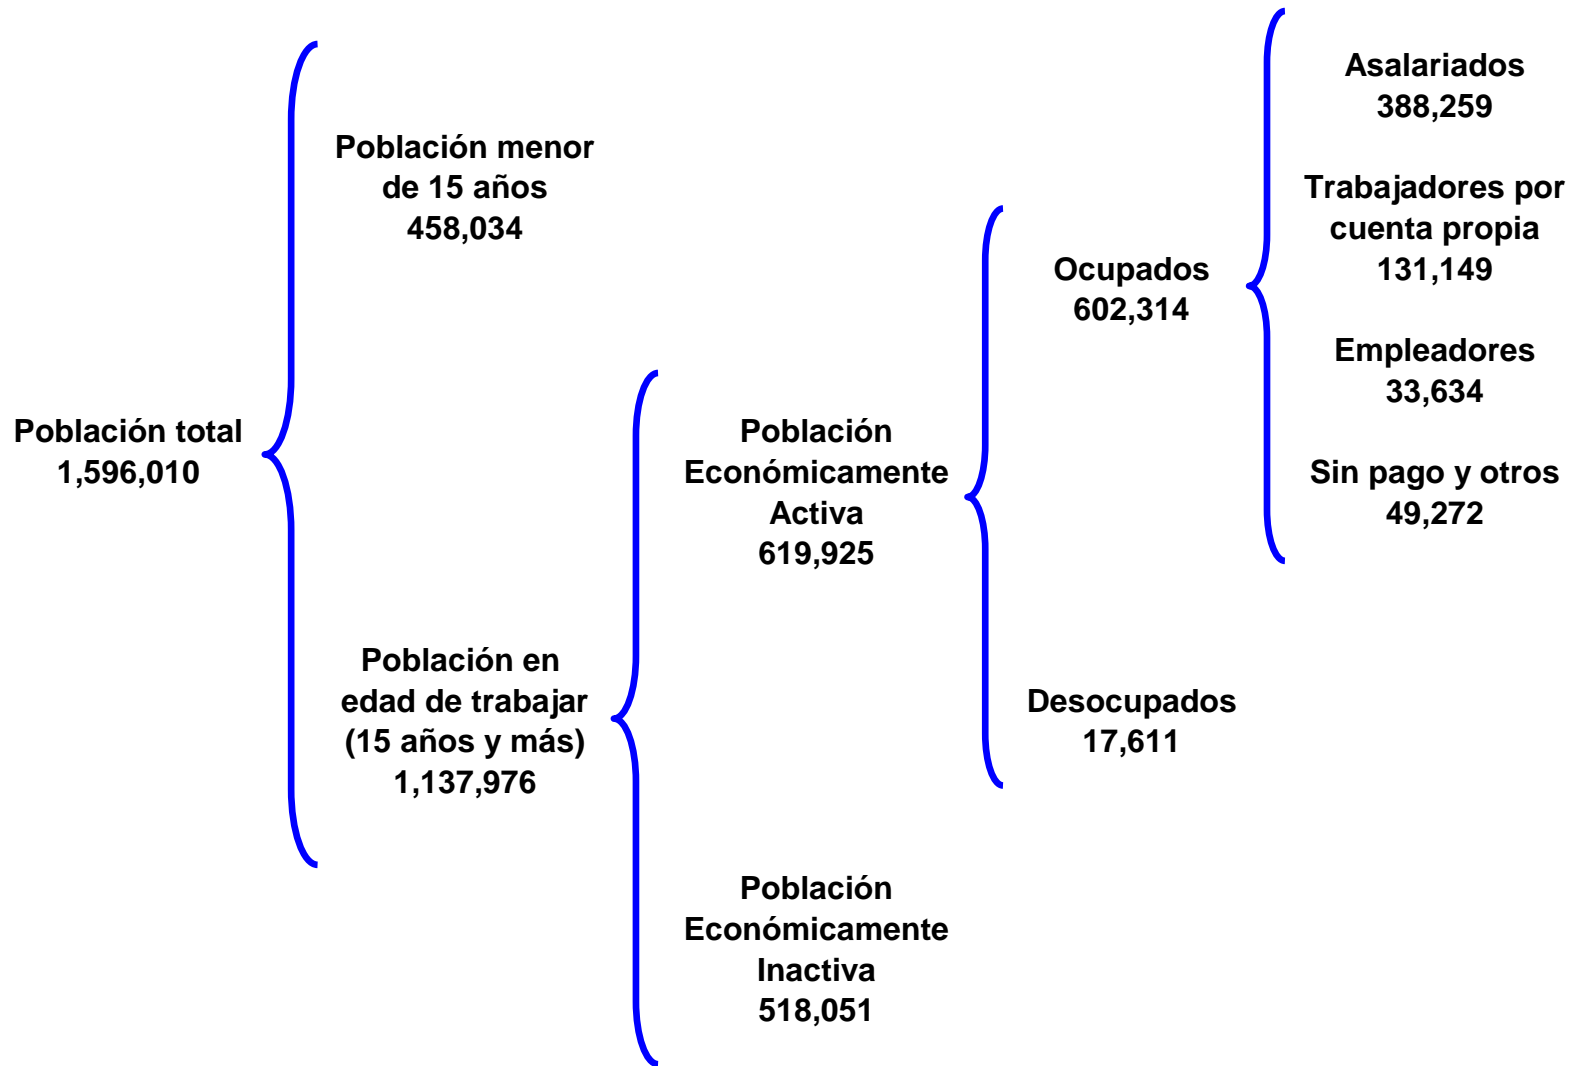 Población total
1,596,010
Población menor
de 15 años
458,034
Población en
edad de trabajar
(15 años y más)
1,137,976
Población
Económicamente
Activa
619,925
Población
Económicamente
Inactiva
518,051
Ocupados
602,314
Desocupados
17,611
Asalariados
388,259
Trabajadores por
cuenta propia
131,149
Empleadores
33,634
Sin pago y otros
49,272